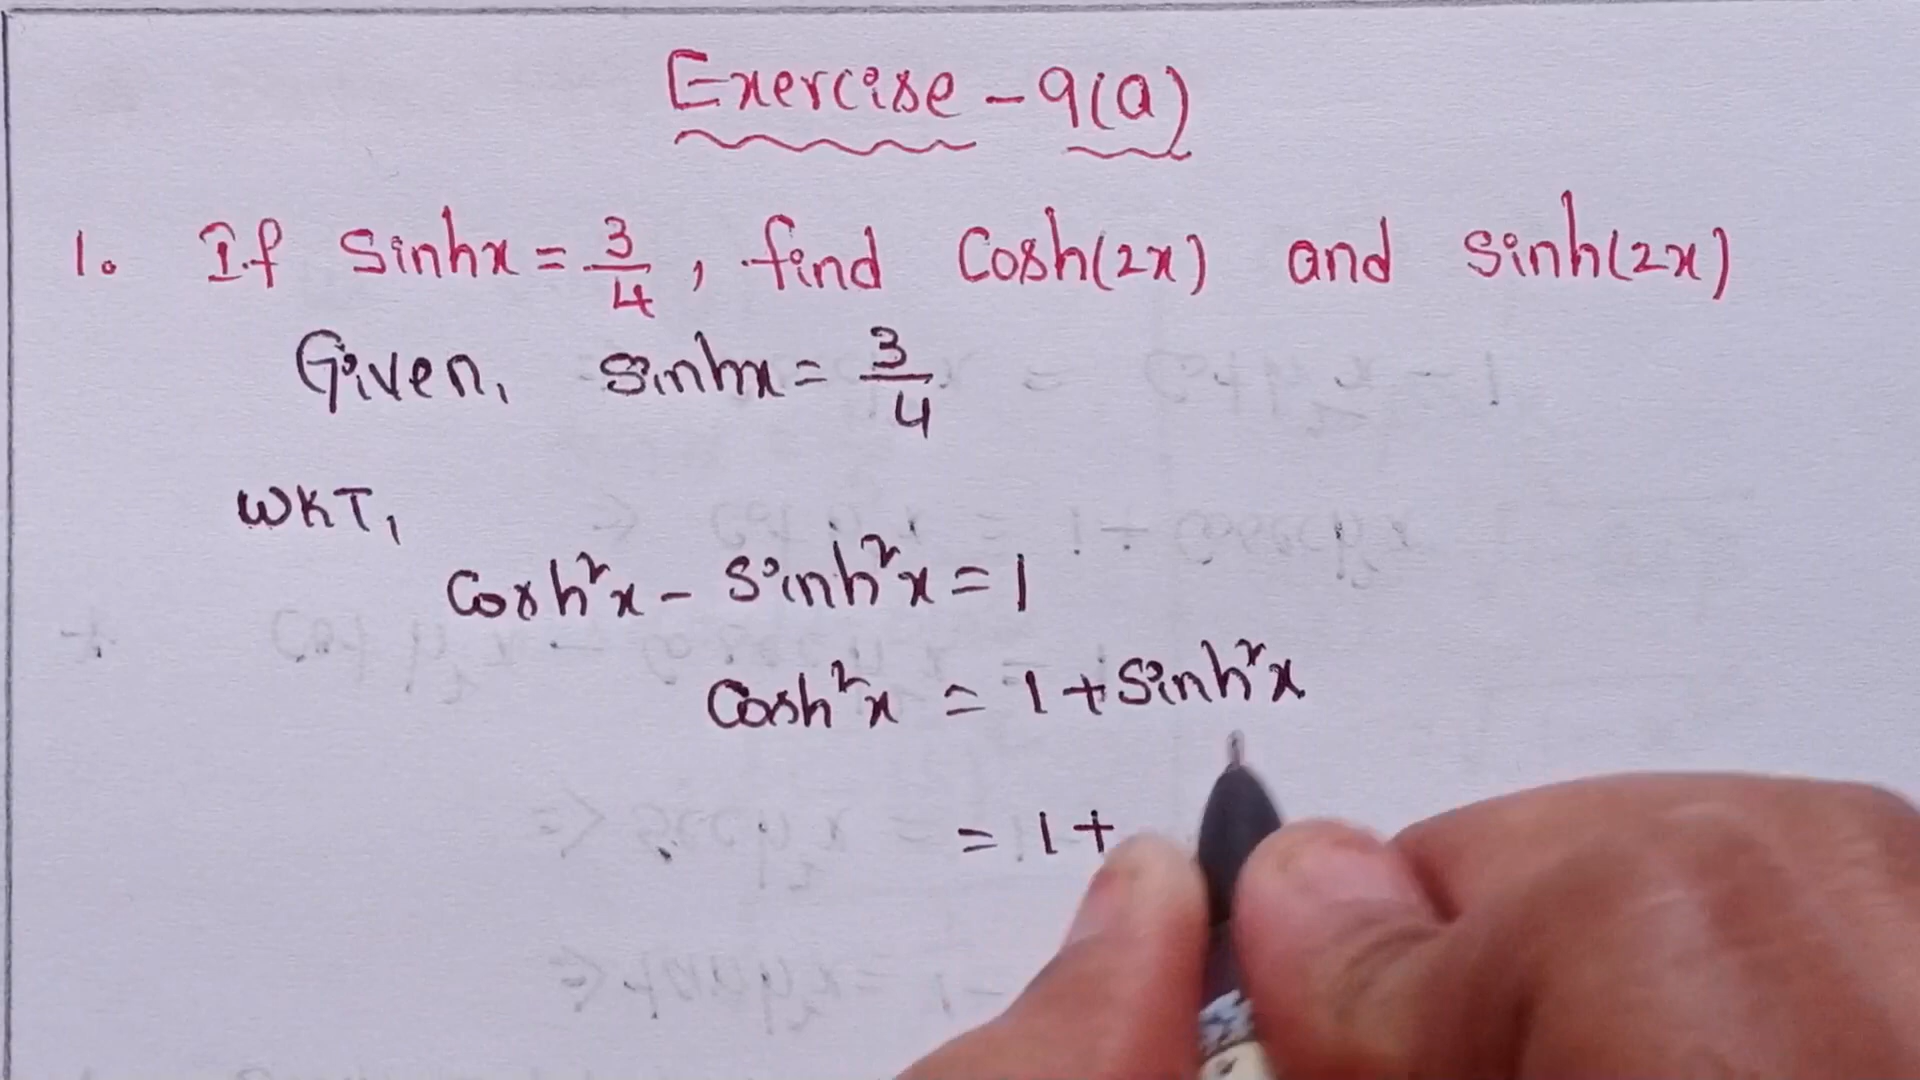 Exercise - 9(a)
1. If Sinhx = 3/4, find Cosh(2x) and Sinh(2x)
Given, Sinhx = 3/4
WKT,
Cosh²x - Sinh²x = 1
Cosh²x = 1 + Sinh²x
= 1 +